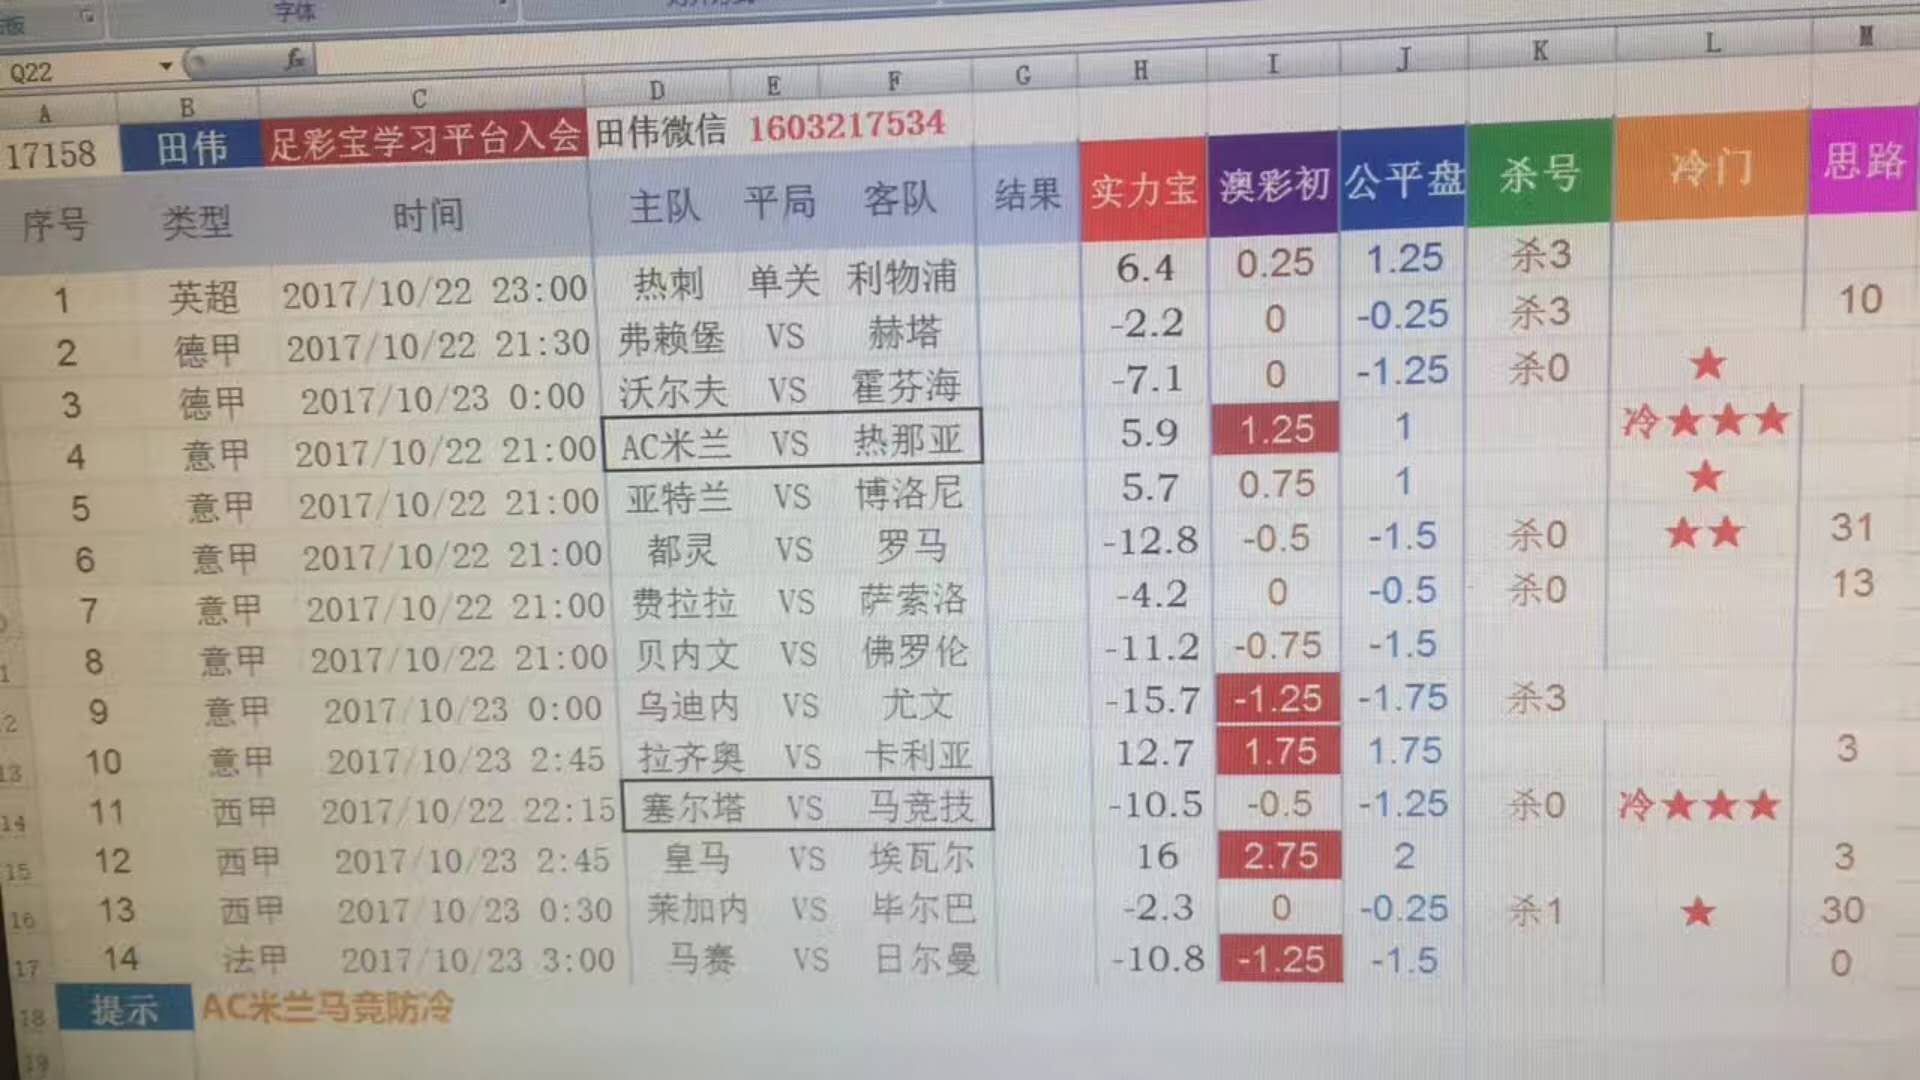 字体
Q22 fx
A B C D E F G H I J K L M
17158 田伟 足彩宝学习平台入会 田伟微信 1603217534
序号 类型 时间 主队 平局 客队 结果 实力宝 澳彩初 公平盘 杀号 冷门 思路
1 英超 2017/10/22 23:00 热刺 单关 利物浦 6.4 0.25 1.25 杀3 10
2 德甲 2017/10/22 21:30 弗赖堡 VS 赫塔 -2.2 0 -0.25 杀3
3 德甲 2017/10/23 0:00 沃尔夫 VS 霍芬海 -7.1 0 -1.25 杀0 ★
4 意甲 2017/10/22 21:00 AC米兰 VS 热那亚 5.9 1.25 1 冷★★★
5 意甲 2017/10/22 21:00 亚特兰 VS 博洛尼 5.7 0.75 1 ★
6 意甲 2017/10/22 21:00 都灵 VS 罗马 -12.8 -0.5 -1.5 杀0 ★★ 31
7 意甲 2017/10/22 21:00 费拉拉 VS 萨索洛 -4.2 0 -0.5 杀0 13
8 意甲 2017/10/22 21:00 贝内文 VS 佛罗伦 -11.2 -0.75 -1.5
9 意甲 2017/10/23 0:00 乌迪内 VS 尤文 -15.7 -1.25 -1.75 杀3
10 意甲 2017/10/23 2:45 拉齐奥 VS 卡利亚 12.7 1.75 1.75 3
11 西甲 2017/10/22 22:15 塞尔塔 VS 马竞技 -10.5 -0.5 -1.25 杀0 冷★★★
12 西甲 2017/10/23 2:45 皇马 VS 埃瓦尔 16 2.75 2 3
13 西甲 2017/10/23 0:30 莱加内 VS 毕尔巴 -2.3 0 -0.25 杀1 ★ 30
14 法甲 2017/10/23 3:00 马赛 VS 日尔曼 -10.8 -1.25 -1.5 0
18 提示 AC米兰马竞防冷
19